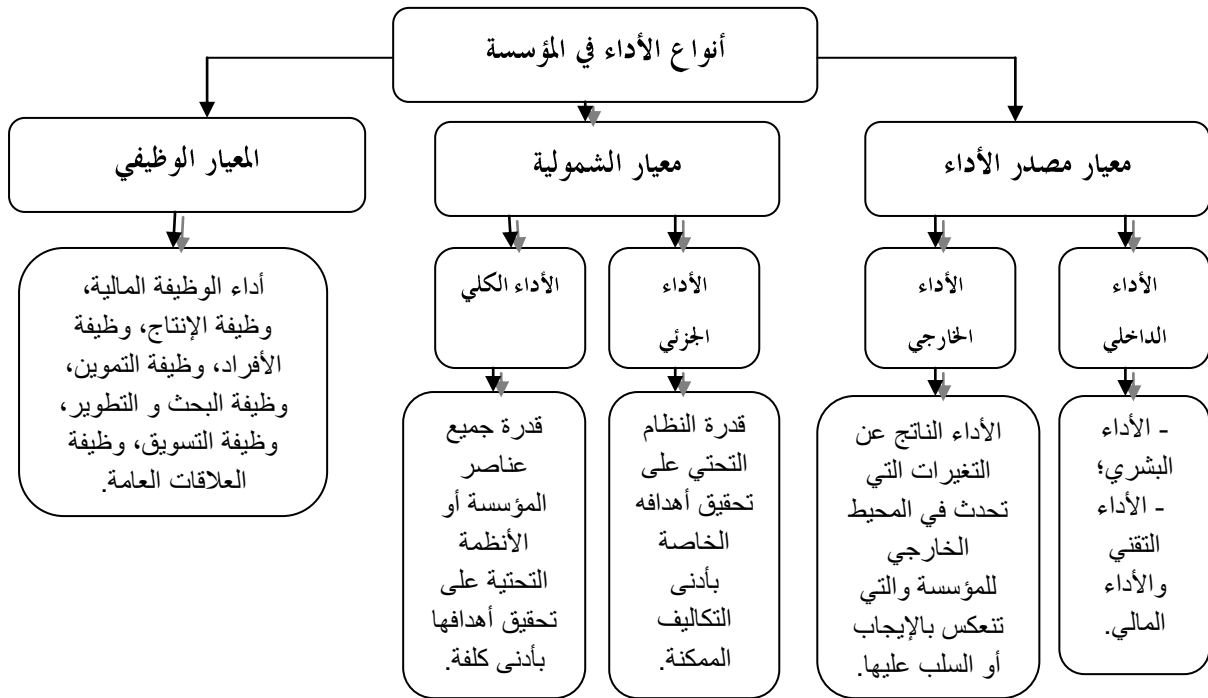 أنواع الأداء في المؤسسة
معيار مصدر الأداء
معيار الشمولية
المعيار الوظيفي
الأداء
الداخلي
الأداء
الخارجي
الأداء
الجزئي
الأداء الكلي
- الأداء
البشري؛
- الأداء
التقني
والأداء
المالي.
الأداء الناتج عن
التغيرات التي
تحدث في المحيط
الخارجي
للمؤسسة والتي
تنعكس بالإيجاب
أو السلب عليها.
قدرة النظام
التحتي على
تحقيق أهدافه
الخاصة
بأدنى
التكاليف
الممكنة.
قدرة جميع
عناصر
المؤسسة أو
الأنظمة
التحتية على
تحقيق أهدافها
بأدنى كلفة.
أداء الوظيفة المالية،
وظيفة الإنتاج، وظيفة
الأفراد، وظيفة التموين،
وظيفة البحث و التطوير،
وظيفة التسويق، وظيفة
العلاقات العامة.